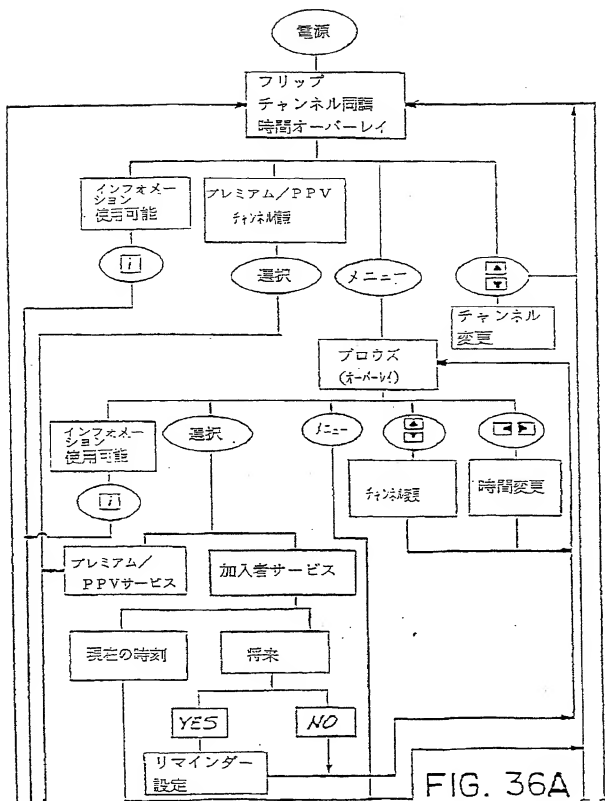 電源
フリップ
チャンネル同調
時間オーバーレイ
インフォメー
ション
使用可能
プレミアム/PPV
チャンネル信認
i
選択
メニュー
チャンネル
変更
ブロウズ
(オーバーレイ)
インフォメー
ション
使用可能
選択
メニュー
i
チャンネル変更
時間変更
プレミアム/
PPVサービス
加入者サービス
現在の時刻
将来
YES
NO
リマインダー
設定
FIG. 36A